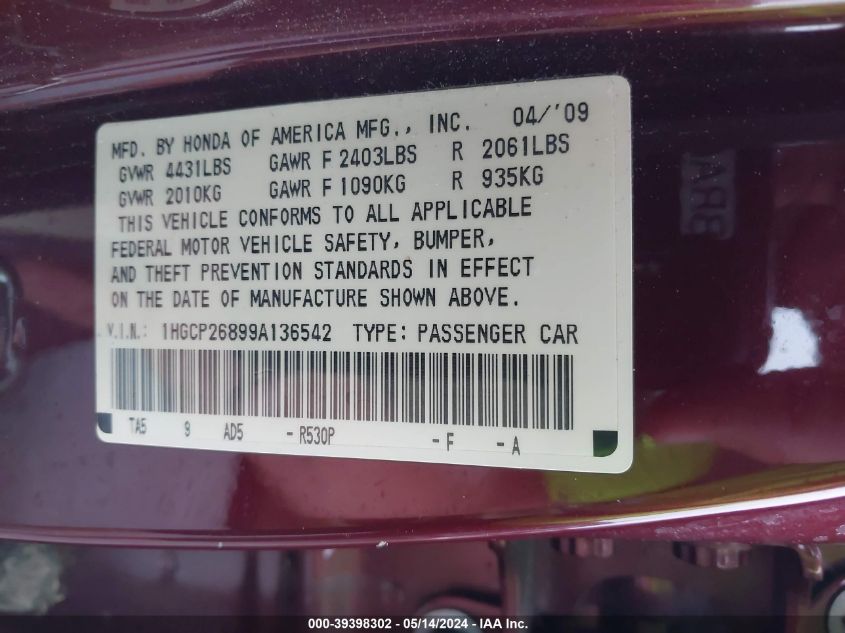 MFD. BY HONDA OF AMERICA MFG., INC. 04/'09
GVWR 4431LBS GAWR F 2403LBS R 2061LBS
GVWR 2010KG GAWR F 1090KG R 935KG
THIS VEHICLE CONFORMS TO ALL APPLICABLE
FEDERAL MOTOR VEHICLE SAFETY, BUMPER,
AND THEFT PREVENTION STANDARDS IN EFFECT
ON THE DATE OF MANUFACTURE SHOWN ABOVE.
V.I.N.: 1HGCP26899A136542 TYPE: PASSENGER CAR
TA5 9 AD5 -R530P -F -A
000-39398302 / 05/14/2024 - IAA Inc.